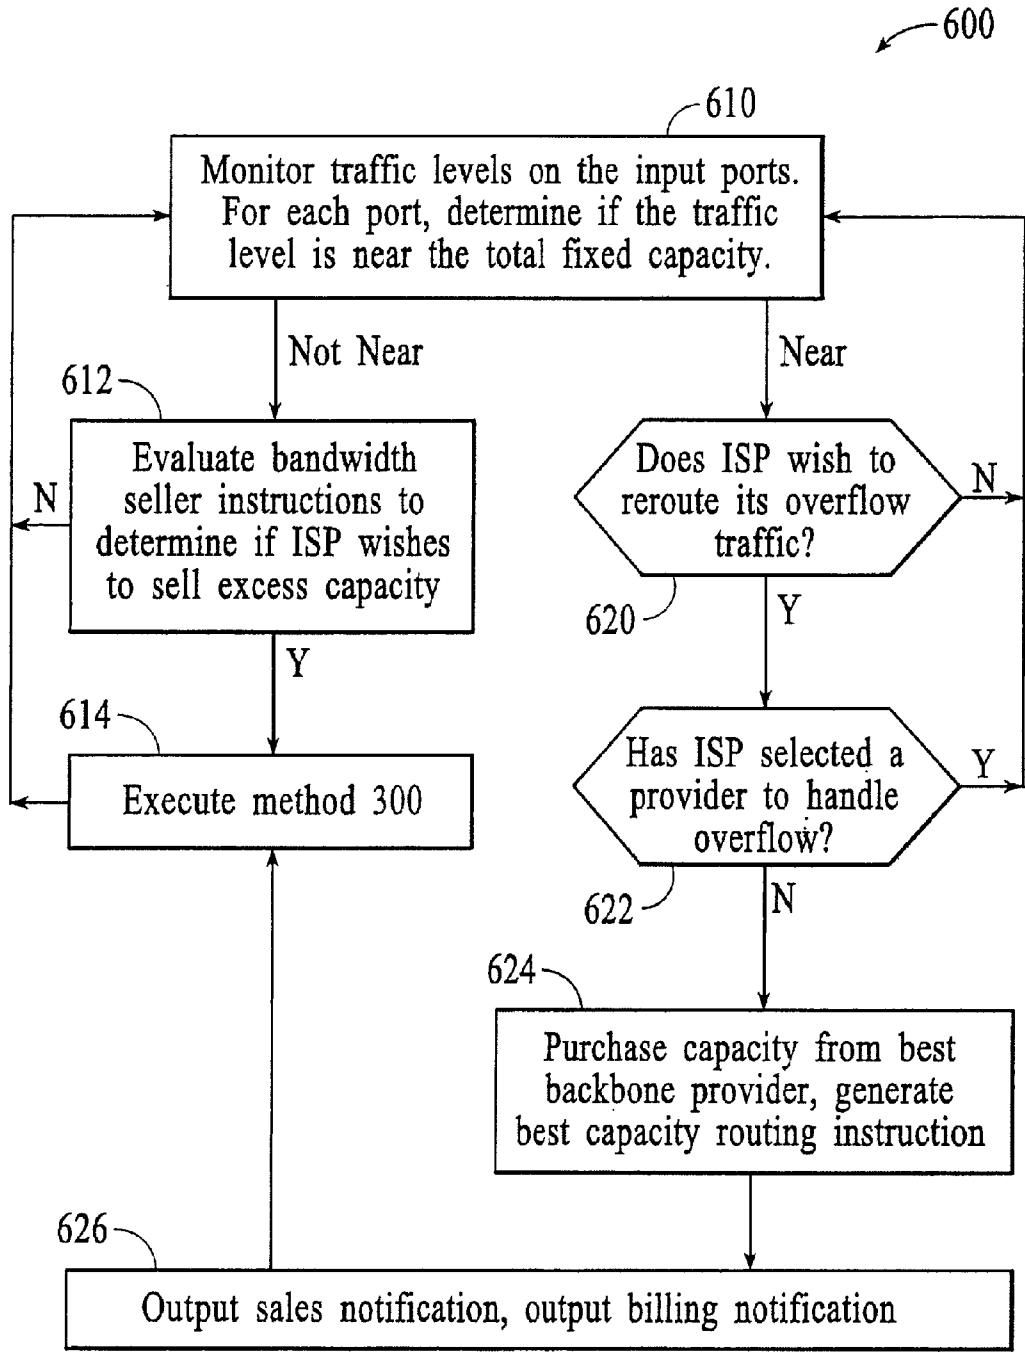 600
610
Monitor traffic levels on the input ports.
For each port, determine if the traffic
level is near the total fixed capacity.
Not Near
Near
612
Evaluate bandwidth
seller instructions to
determine if ISP wishes
to sell excess capacity
N
Y
Does ISP wish to
reroute its overflow
traffic?
N
620
Y
614
Execute method 300
Has ISP selected a
provider to handle
overflow?
Y
622
N
624
Purchase capacity from best
backbone provider, generate
best capacity routing instruction
626
Output sales notification, output billing notification